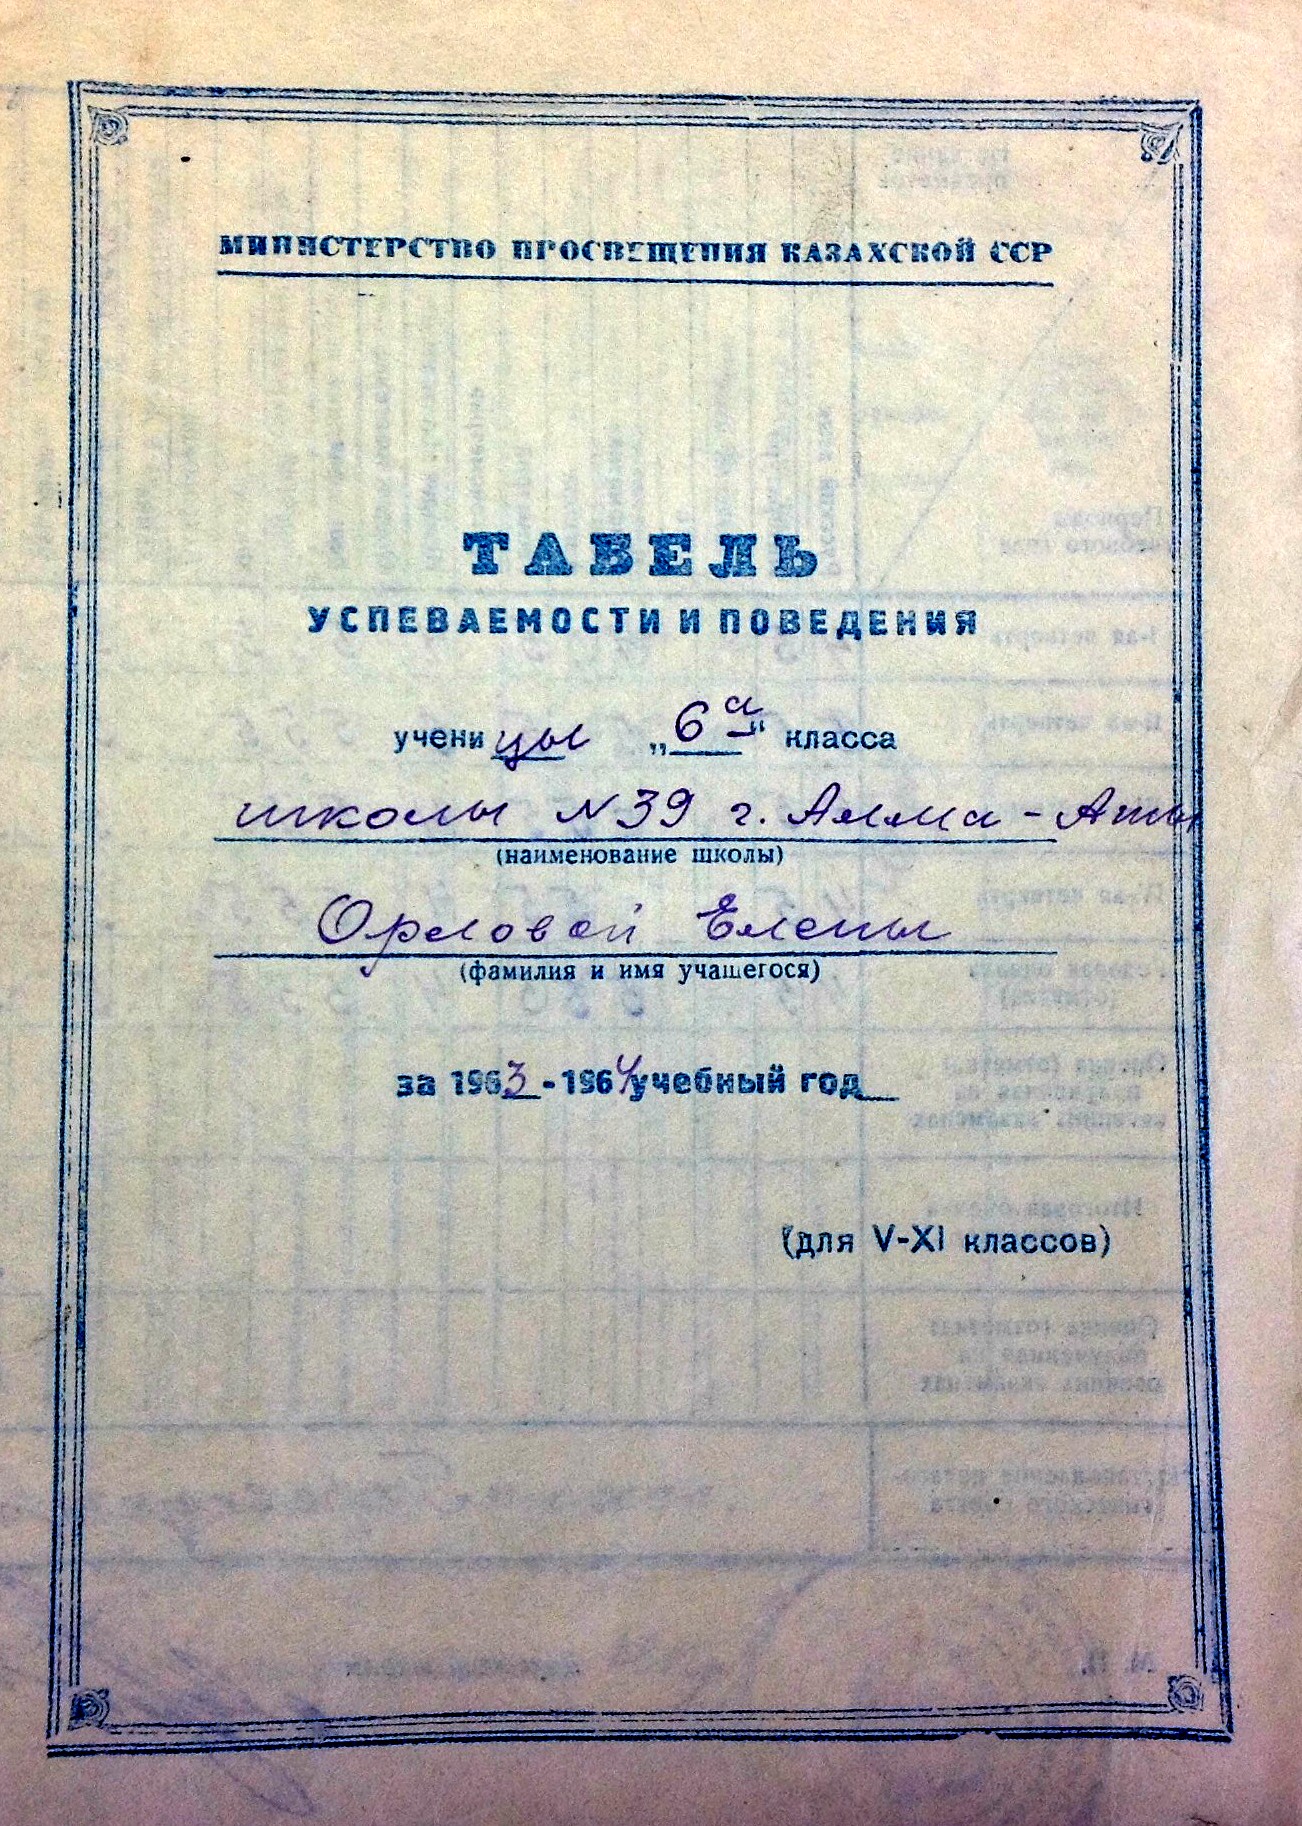 МИНИСТЕРСТВО ПРОСВЕЩЕНИЯ КАЗАХСКОЙ ССР
ТАБЕЛЬ
УСПЕВАЕМОСТИ И ПОВЕДЕНИЯ
ученицы „6а“ класса
школы N 39 г. Алма-Аты
(наименование школы)
Орловой Елены
(фамилия и имя учащегося)
за 1963-1964 учебный год
(для V-XI классов)